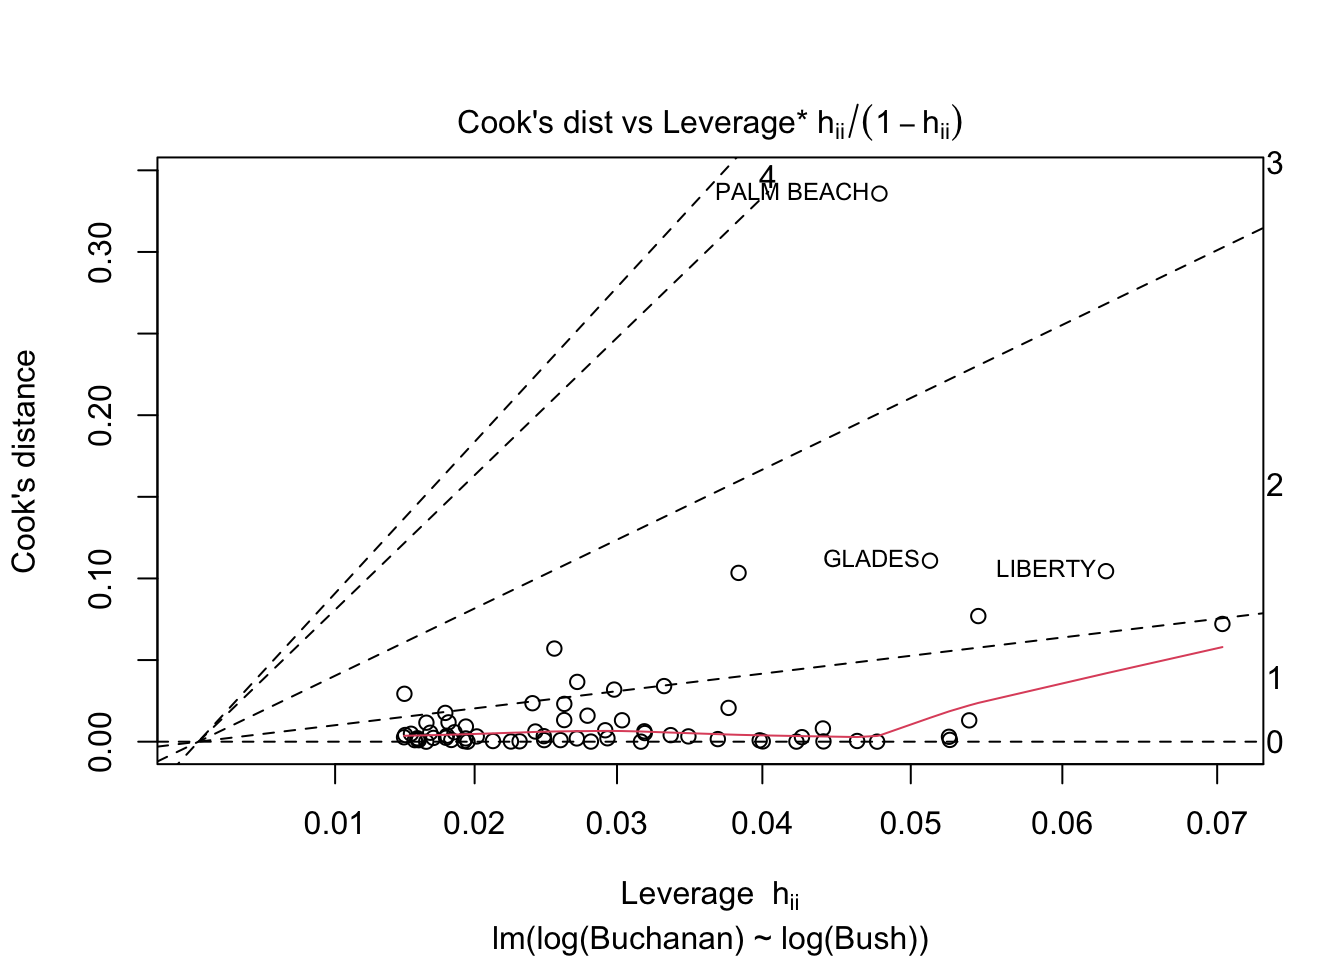 Cook's dist vs Leverage* hᵢᵢ/(1 − hᵢᵢ)
3
4
PALM BEACH
0.30
0.20
2
Cook's distance
GLADES
LIBERTY
0.10
1
0.00
0
0.01 0.02 0.03 0.04 0.05 0.06 0.07
Leverage hᵢᵢ
lm(log(Buchanan) ~ log(Bush))